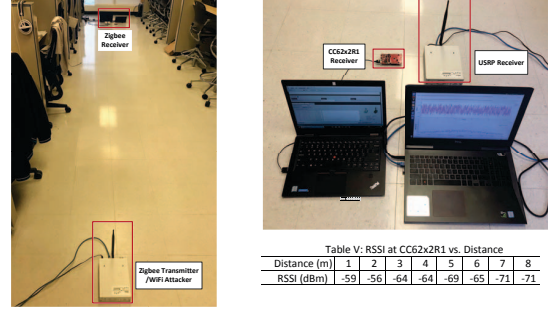 Zigbee
Receiver
Zigbee Transmitter
/WiFi Attacker
CC62x2R1
Receiver
USRP Receiver
Table V: RSSI at CC62x2R1 vs. Distance
Distance (m) 1 2 3 4 5 6 7 8
RSSI (dBm) -59 -56 -64 -64 -69 -65 -71 -71